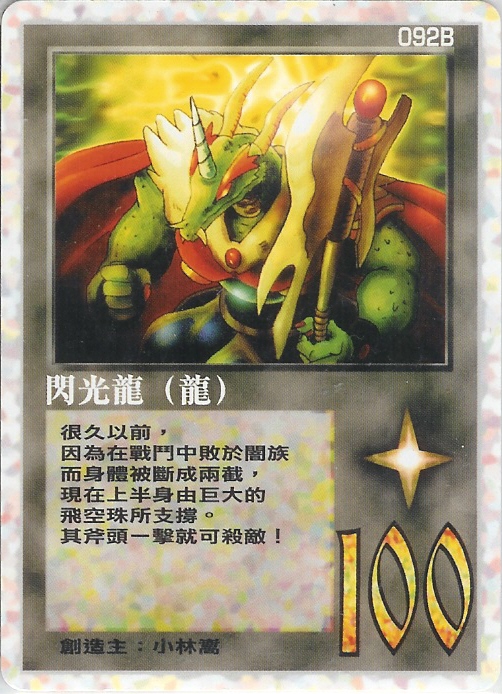 092B
閃光龍（龍）
很久以前，
因為在戰鬥中敗於闇族
而身體被斷成兩截，
現在上半身由巨大的
飛空珠所支撐。
其斧頭一擊就可殺敵！
100
創造主：小林嵩